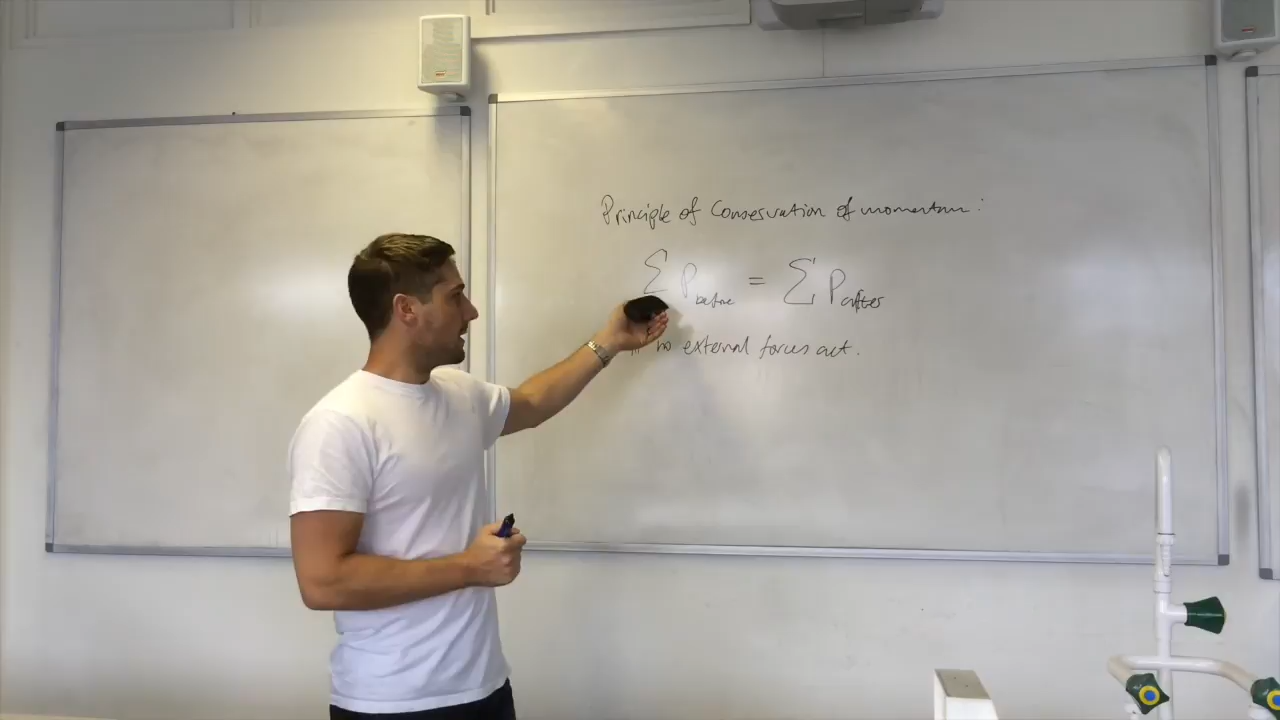 Principle of Conservation of momentum :
∑ P before = ∑ P after
no external forces act.